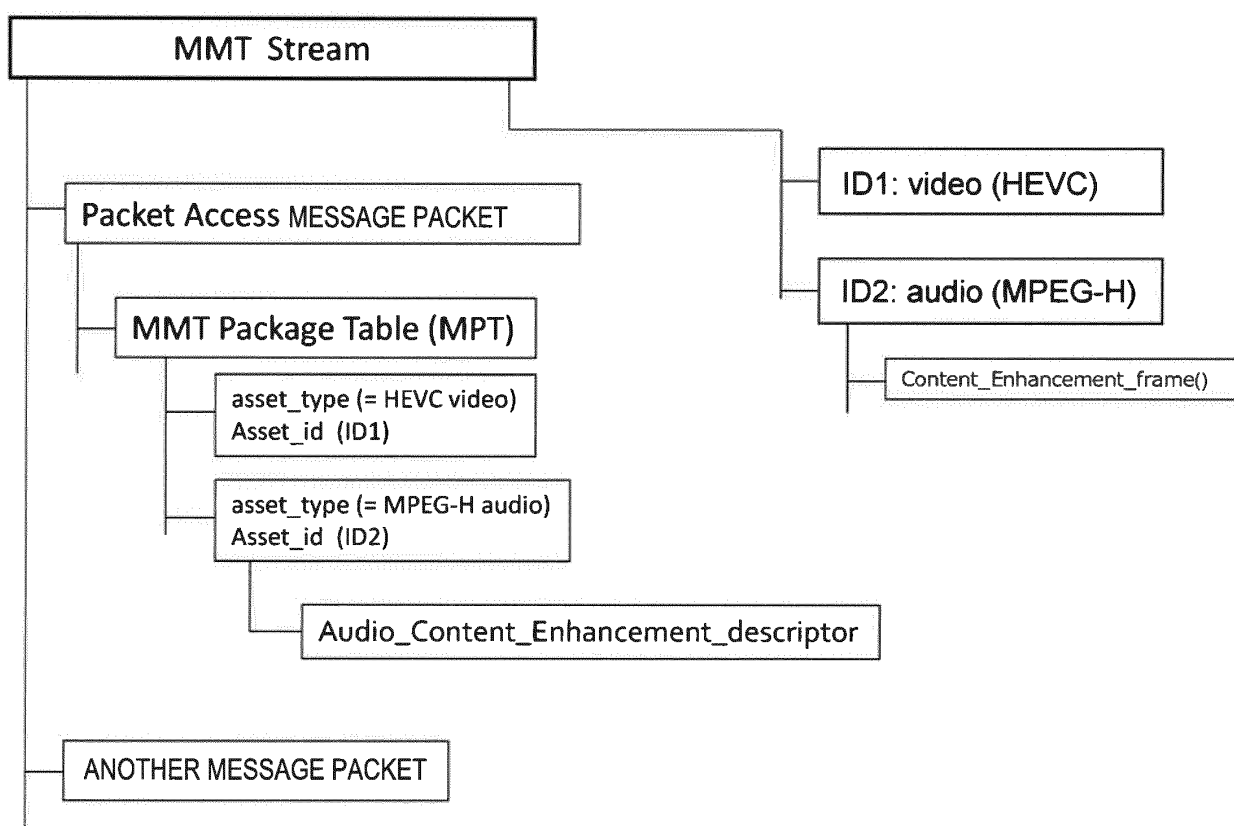 MMT Stream
Packet Access MESSAGE PACKET
MMT Package Table (MPT)
asset_type (= HEVC video)
Asset_id (ID1)
asset_type (= MPEG-H audio)
Asset_id (ID2)
Audio_Content_Enhancement_descriptor
ANOTHER MESSAGE PACKET
ID1: video (HEVC)
ID2: audio (MPEG-H)
Content_Enhancement_frame()